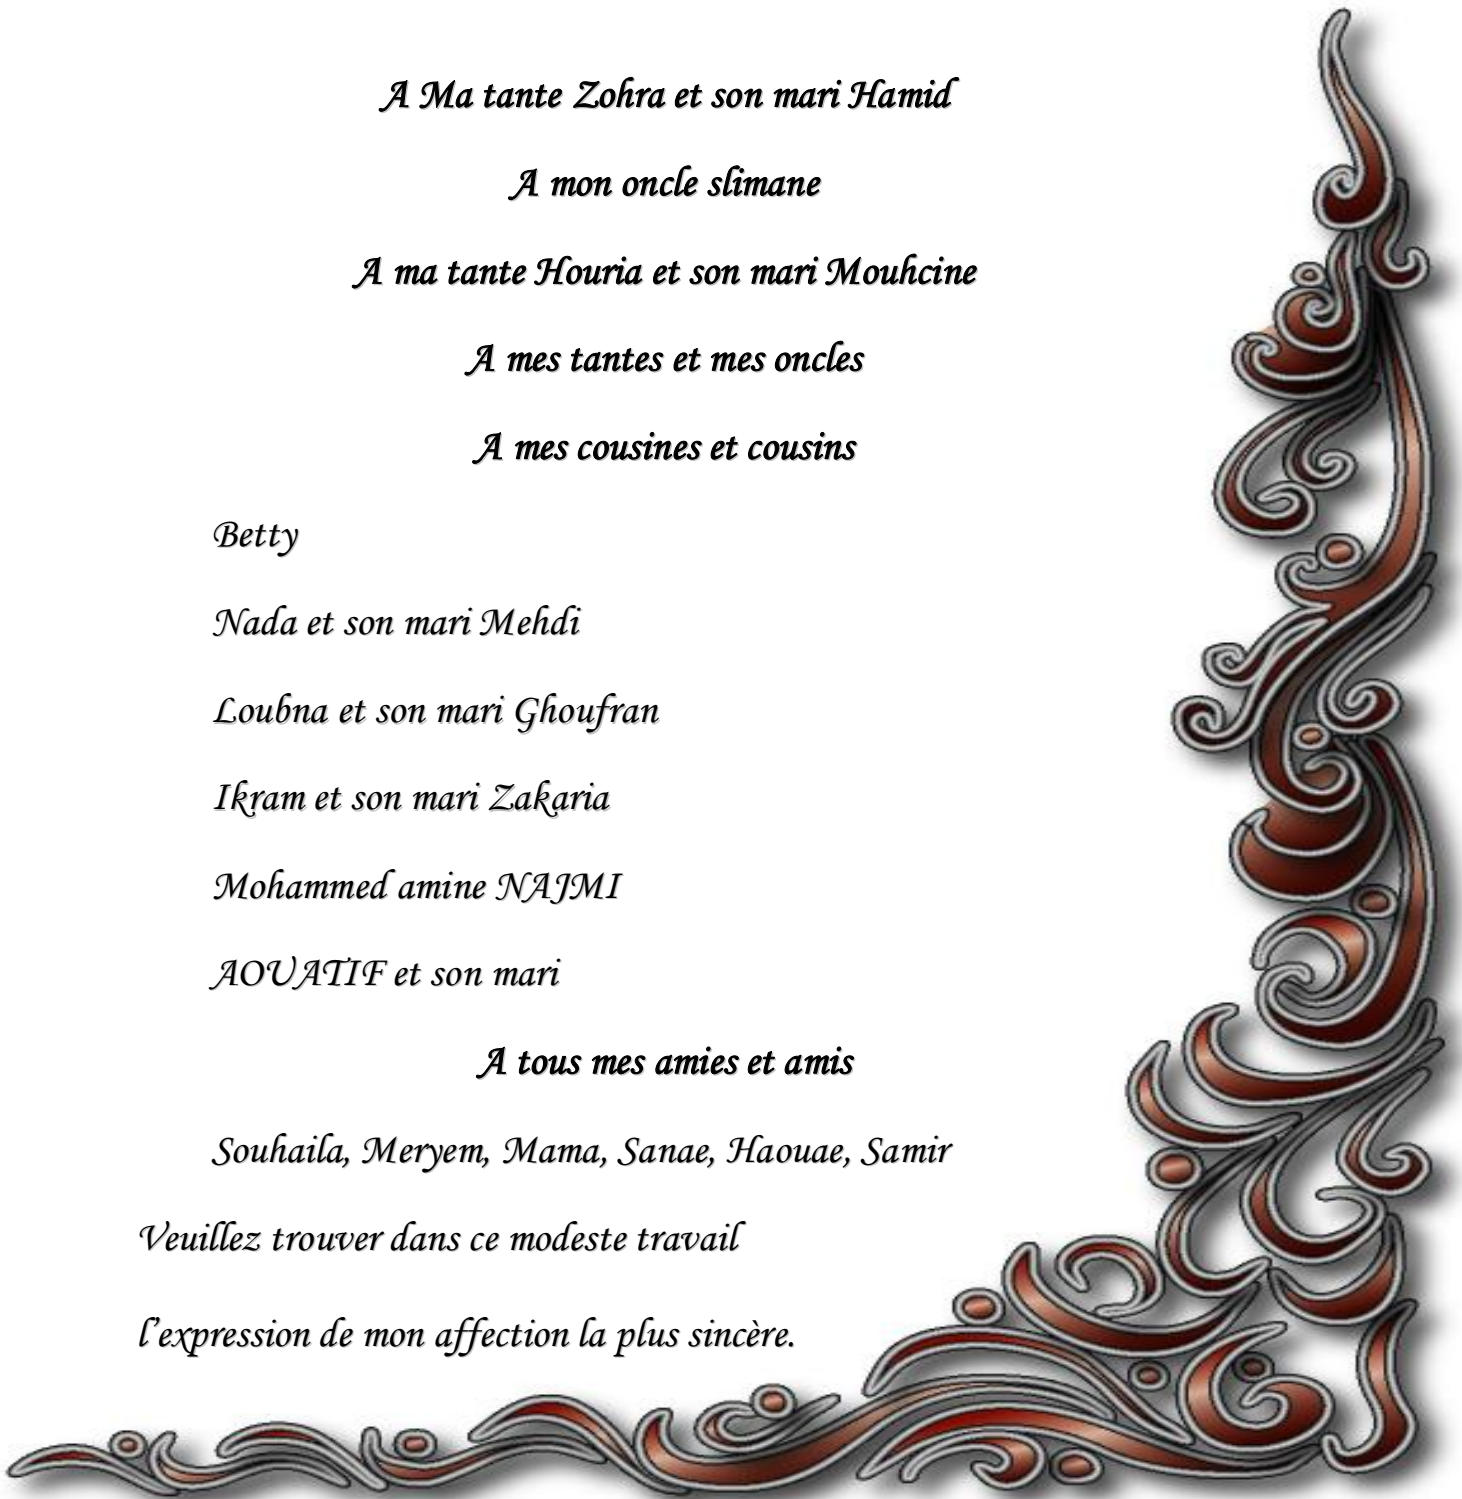 A Ma tante Zohra et son mari Hamid
A mon oncle slimane
A ma tante Houria et son mari Mouhcine
A mes tantes et mes oncles
A mes cousines et cousins
Betty
Nada et son mari Mehdi
Loubna et son mari Ghoufran
Ikram et son mari Zakaria
Mohammed amine NAJMI
AOUATIF et son mari
A tous mes amies et amis
Souhaila, Meryem, Mama, Sanae, Haouae, Samir
Veuillez trouver dans ce modeste travail
l’expression de mon affection la plus sincère.